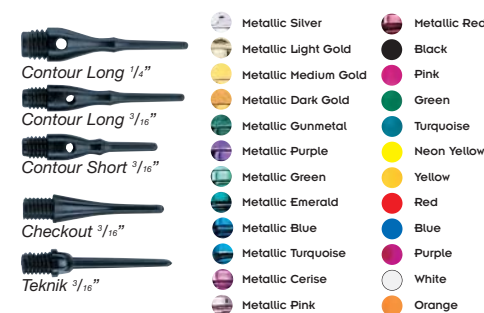 Contour Long 1/4”
Contour Long 3/16”
Contour Short 3/16”
Checkout 3/16”
Teknik 3/16”
Metallic Silver
Metallic Light Gold
Metallic Medium Gold
Metallic Dark Gold
Metallic Gunmetal
Metallic Purple
Metallic Green
Metallic Emerald
Metallic Blue
Metallic Turquoise
Metallic Cerise
Metallic Pink
Metallic Red
Black
Pink
Green
Turquoise
Neon Yellow
Yellow
Red
Blue
Purple
White
Orange